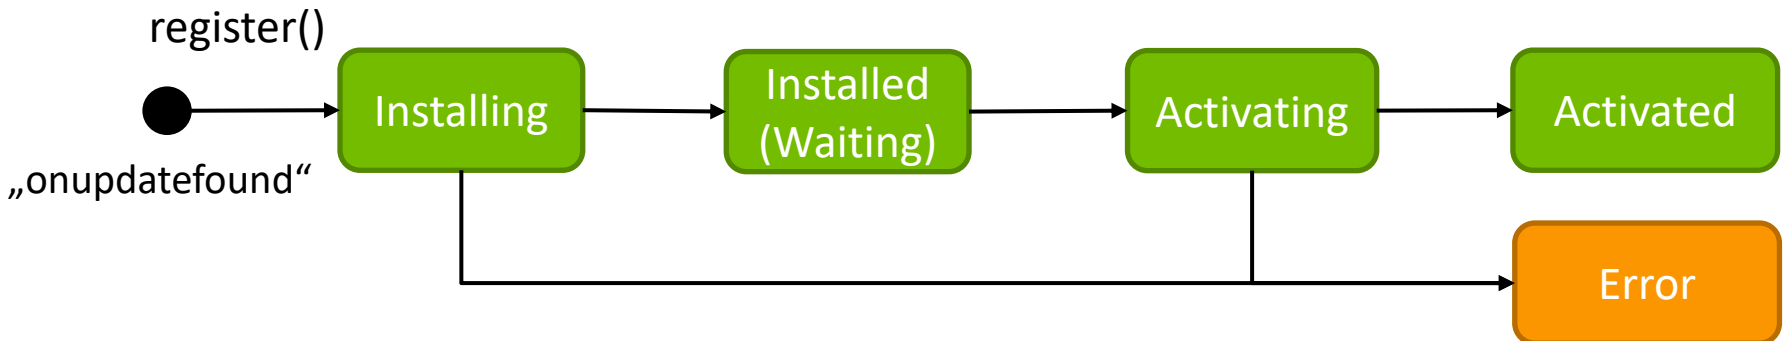 register()
„onupdatefound“
Installing
Installed
(Waiting)
Activating
Activated
Error